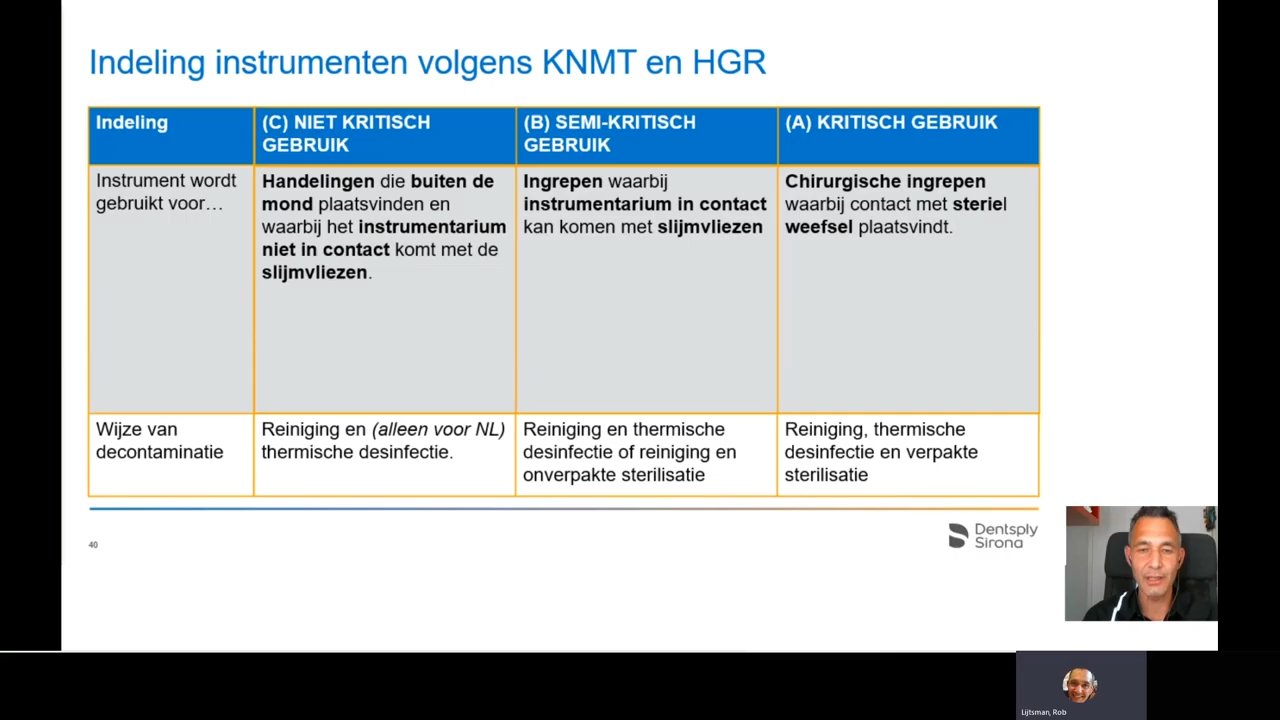 Indeling instrumenten volgens KNMT en HGR
Indeling
(C) NIET KRITISCH
GEBRUIK
(B) SEMI-KRITISCH
GEBRUIK
(A) KRITISCH GEBRUIK
Instrument wordt
gebruikt voor…
Handelingen die buiten de
mond plaatsvinden en
waarbij het instrumentarium
niet in contact komt met de
slijmvliezen.
Ingrepen waarbij
instrumentarium in contact
kan komen met slijmvliezen
Chirurgische ingrepen
waarbij contact met steriel
weefsel plaatsvindt.
Wijze van
decontaminatie
Reiniging en (alleen voor NL)
thermische desinfectie.
Reiniging en thermische
desinfectie of reiniging en
onverpakte sterilisatie
Reiniging, thermische
desinfectie en verpakte
sterilisatie
40
Dentsply
Sirona
Lijtsman, Rob